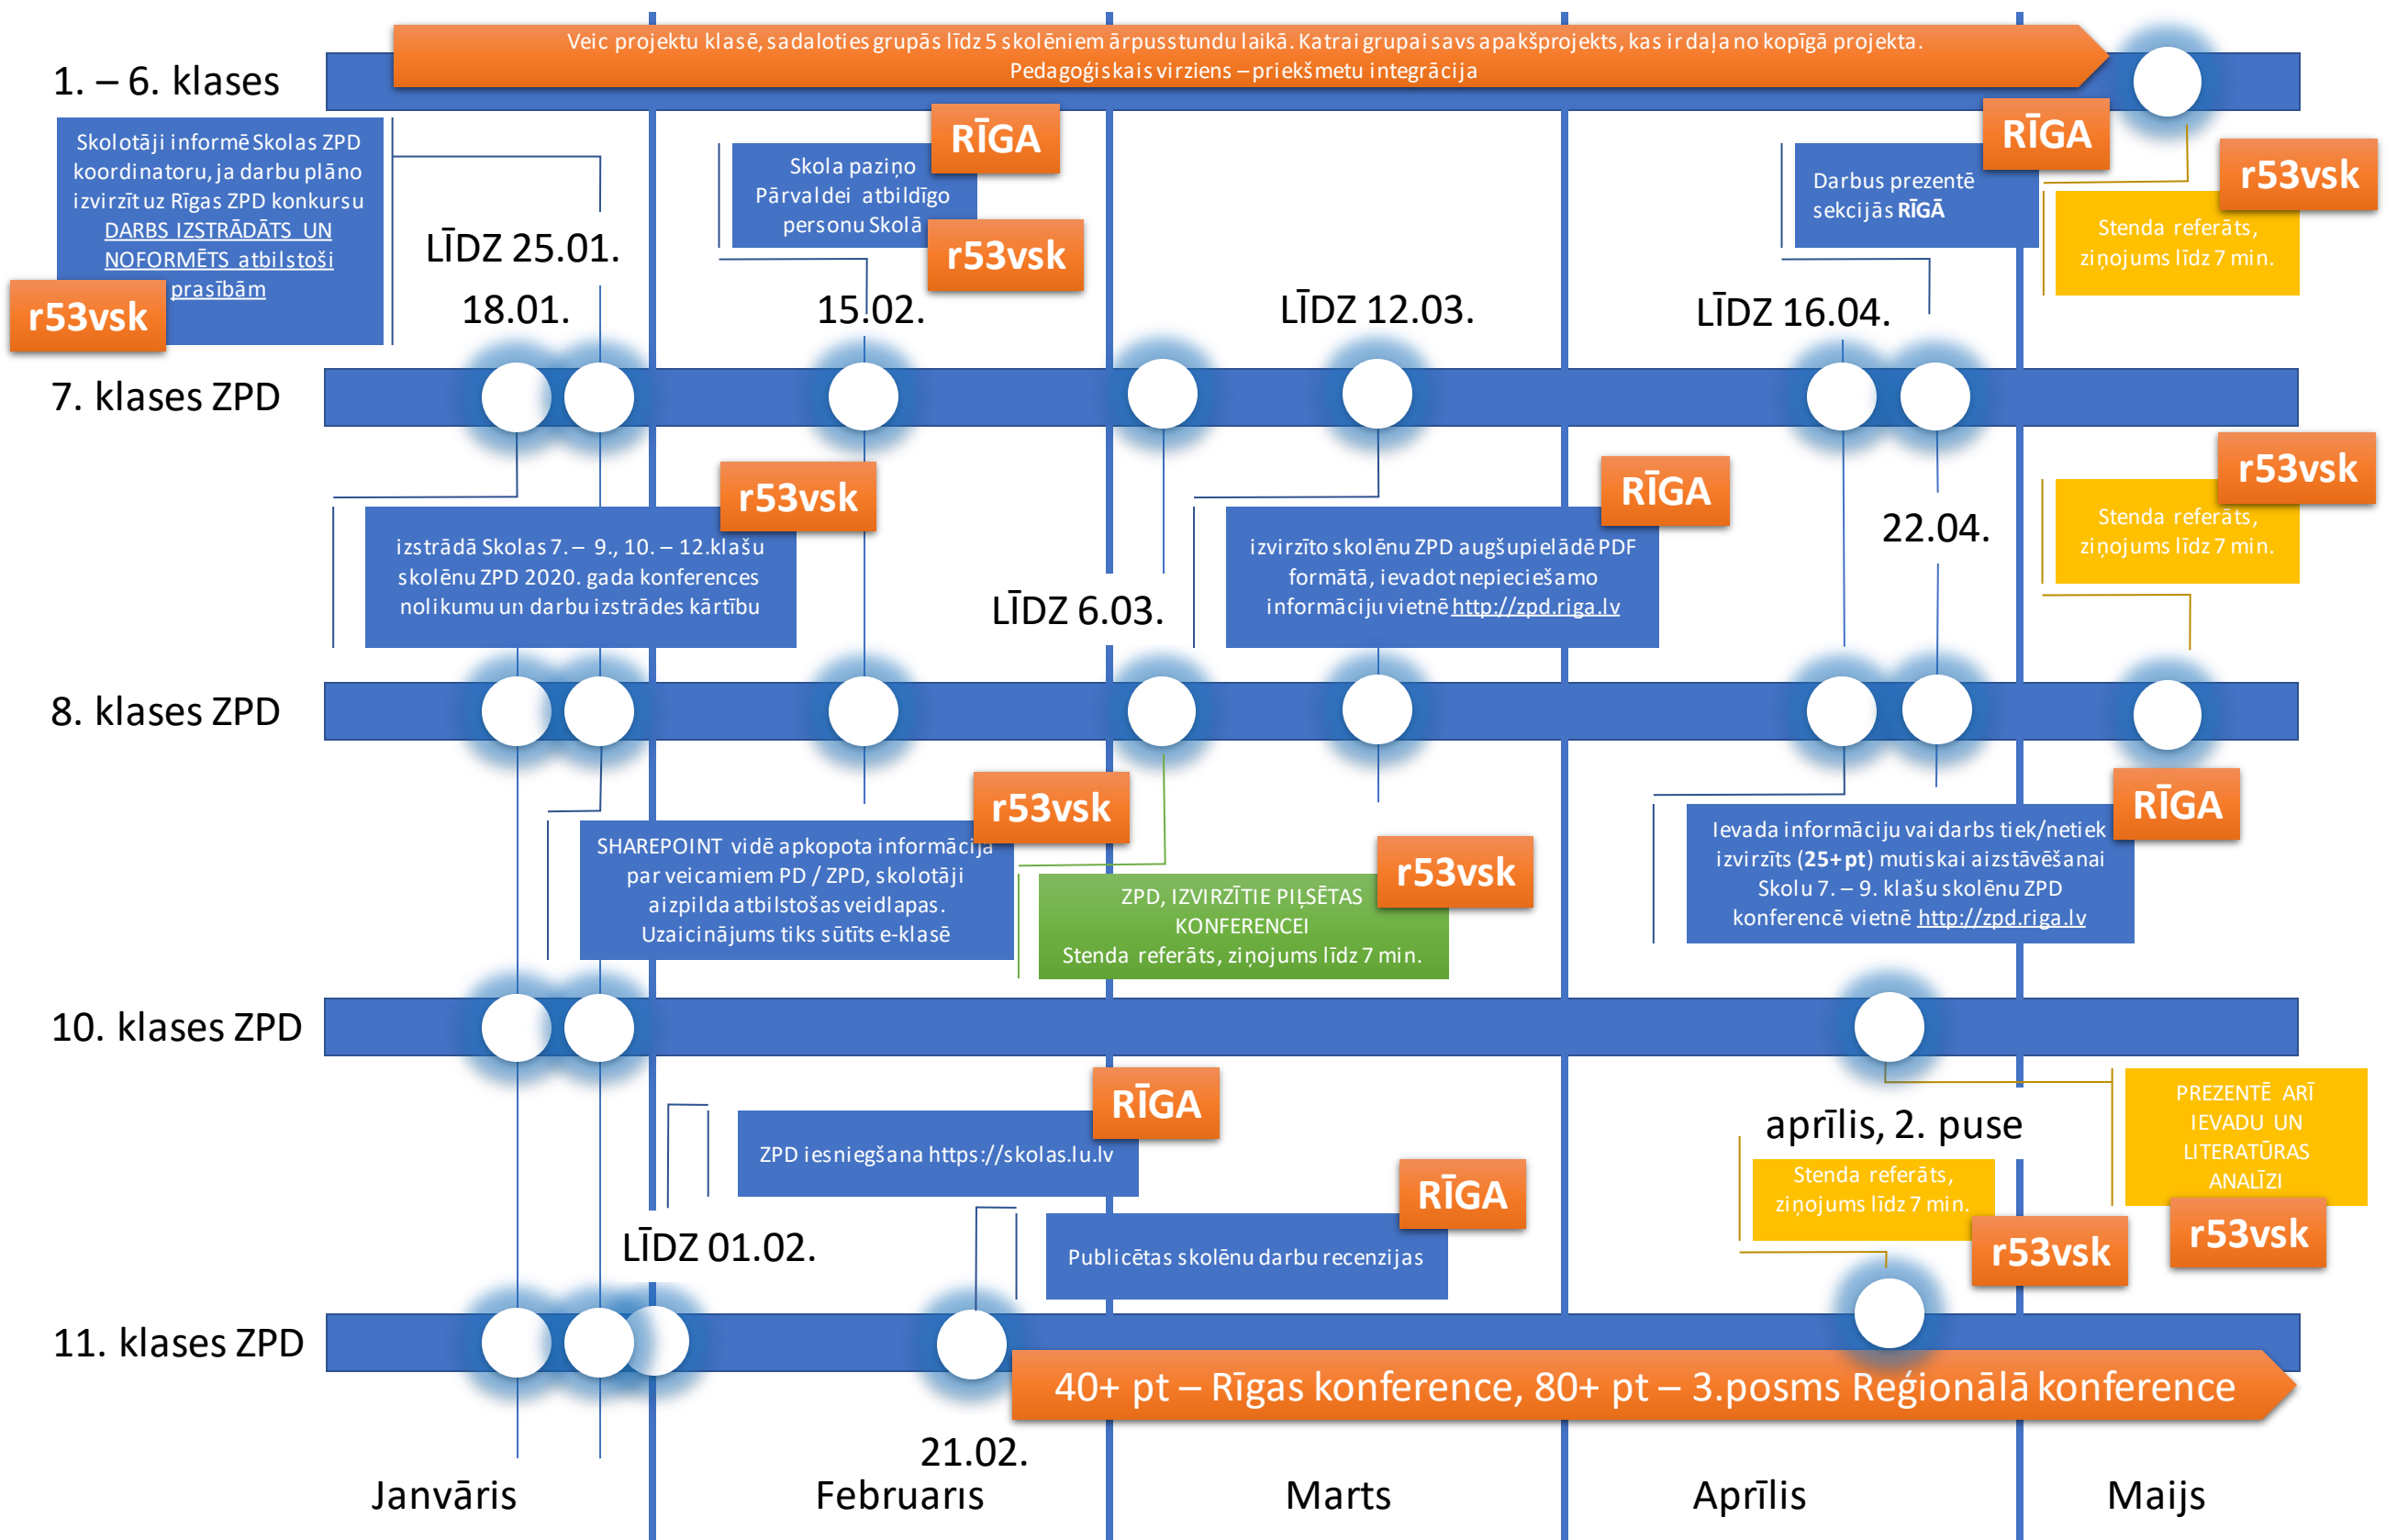 Veic projektu klasē, sadaloties grupās līdz 5 skolēniem ārpusstundu laikā. Katrai grupai savs apakšprojekts, kas ir daļa no kopīgā projekta.
Pedagoģiskais virziens – priekšmetu integrācija
1. – 6. klases
Skolotāji informē Skolas ZPD
koordinatoru, ja darbu plāno
izvirzīt uz Rīgas ZPD konkursu
DARBS IZSTRĀDĀTS UN
NOFORMĒTS atbilstoši
prasībām
r53vsk
LĪDZ 25.01.
18.01.
RĪGA
Skola paziņo
Pārvaldei atbildīgo
personu Skolā
r53vsk
15.02.
LĪDZ 12.03.
RĪGA
Darbus prezentē
sekcijās RĪGĀ
LĪDZ 16.04.
r53vsk
Stenda referāts,
ziņojums līdz 7 min.
7. klases ZPD
r53vsk
izstrādā Skolas 7. – 9., 10. – 12.klašu
skolēnu ZPD 2020. gada konferences
nolikumu un darbu izstrādes kārtību
LĪDZ 6.03.
RĪGA
izvirzīto skolēnu ZPD augšupielādē PDF
formātā, ievadot nepieciešamo
informāciju vietnē http://zpd.riga.lv
22.04.
r53vsk
Stenda referāts,
ziņojums līdz 7 min.
8. klases ZPD
r53vsk
SHAREPOINT vidē apkopota informācija
par veicamiem PD / ZPD, skolotāji
aizpilda atbilstošas veidlapas.
Uzaicinājums tiks sūtīts e-klasē
r53vsk
ZPD, IZVIRZĪTIE PIĻSĒTAS
KONFERENCEI
Stenda referāts, ziņojums līdz 7 min.
RĪGA
Ievada informāciju vai darbs tiek/netiek
izvirzīts (25+ pt) mutiskai aizstāvēšanai
Skolu 7. – 9. klašu skolēnu ZPD
konferencē vietnē http://zpd.riga.lv
10. klases ZPD
RĪGA
ZPD iesniegšana https://skolas.lu.lv
LĪDZ 01.02.
RĪGA
Publicētas skolēnu darbu recenzijas
aprīlis, 2. puse
Stenda referāts,
ziņojums līdz 7 min.
r53vsk
PREZENTĒ ARĪ
IEVADU UN
LITERATŪRAS
ANALĪZI
r53vsk
11. klases ZPD
40+ pt – Rīgas konference, 80+ pt – 3.posms Reģionālā konference
21.02.
Janvāris
Februaris
Marts
Aprīlis
Maijs